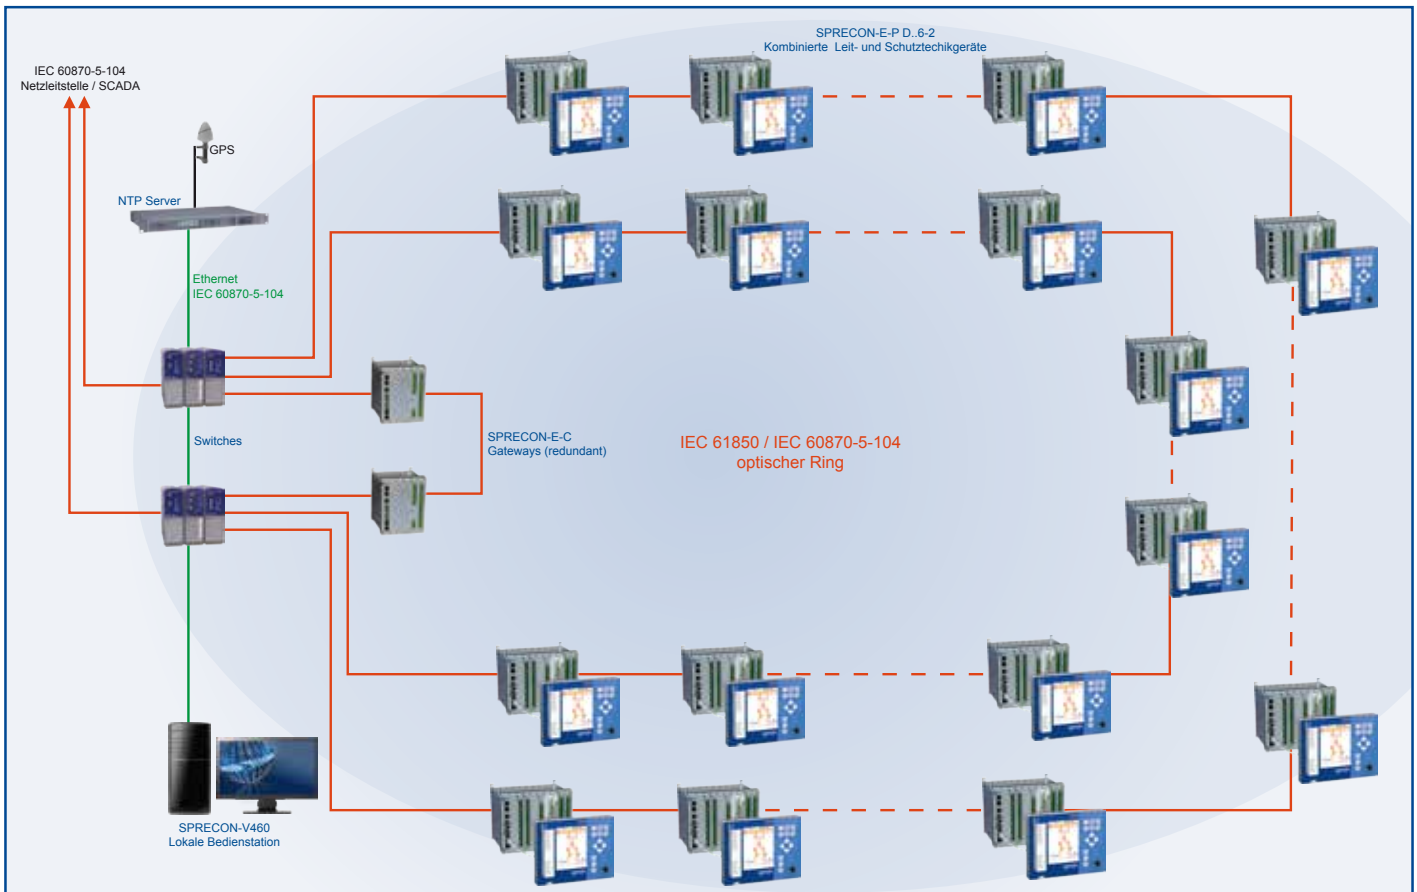 SPRECON-E-P D..6-2
Kombinierte Leit- und Schutztechikgeräte
IEC 60870-5-104
Netzleitstelle / SCADA
GPS
NTP Server
Ethernet
IEC 60870-5-104
Switches
SPRECON-E-C
Gateways (redundant)
IEC 61850 / IEC 60870-5-104
optischer Ring
SPRECON-V460
Lokale Bedienstation